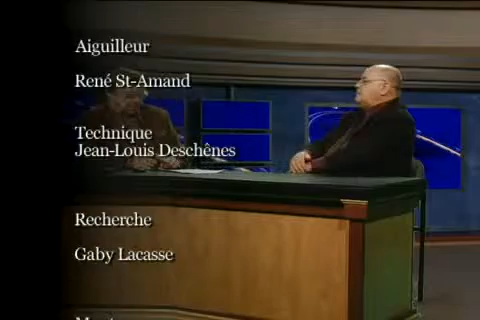 Aiguilleur
René St-Amand
Technique
Jean-Louis Deschênes
Recherche
Gaby Lacasse